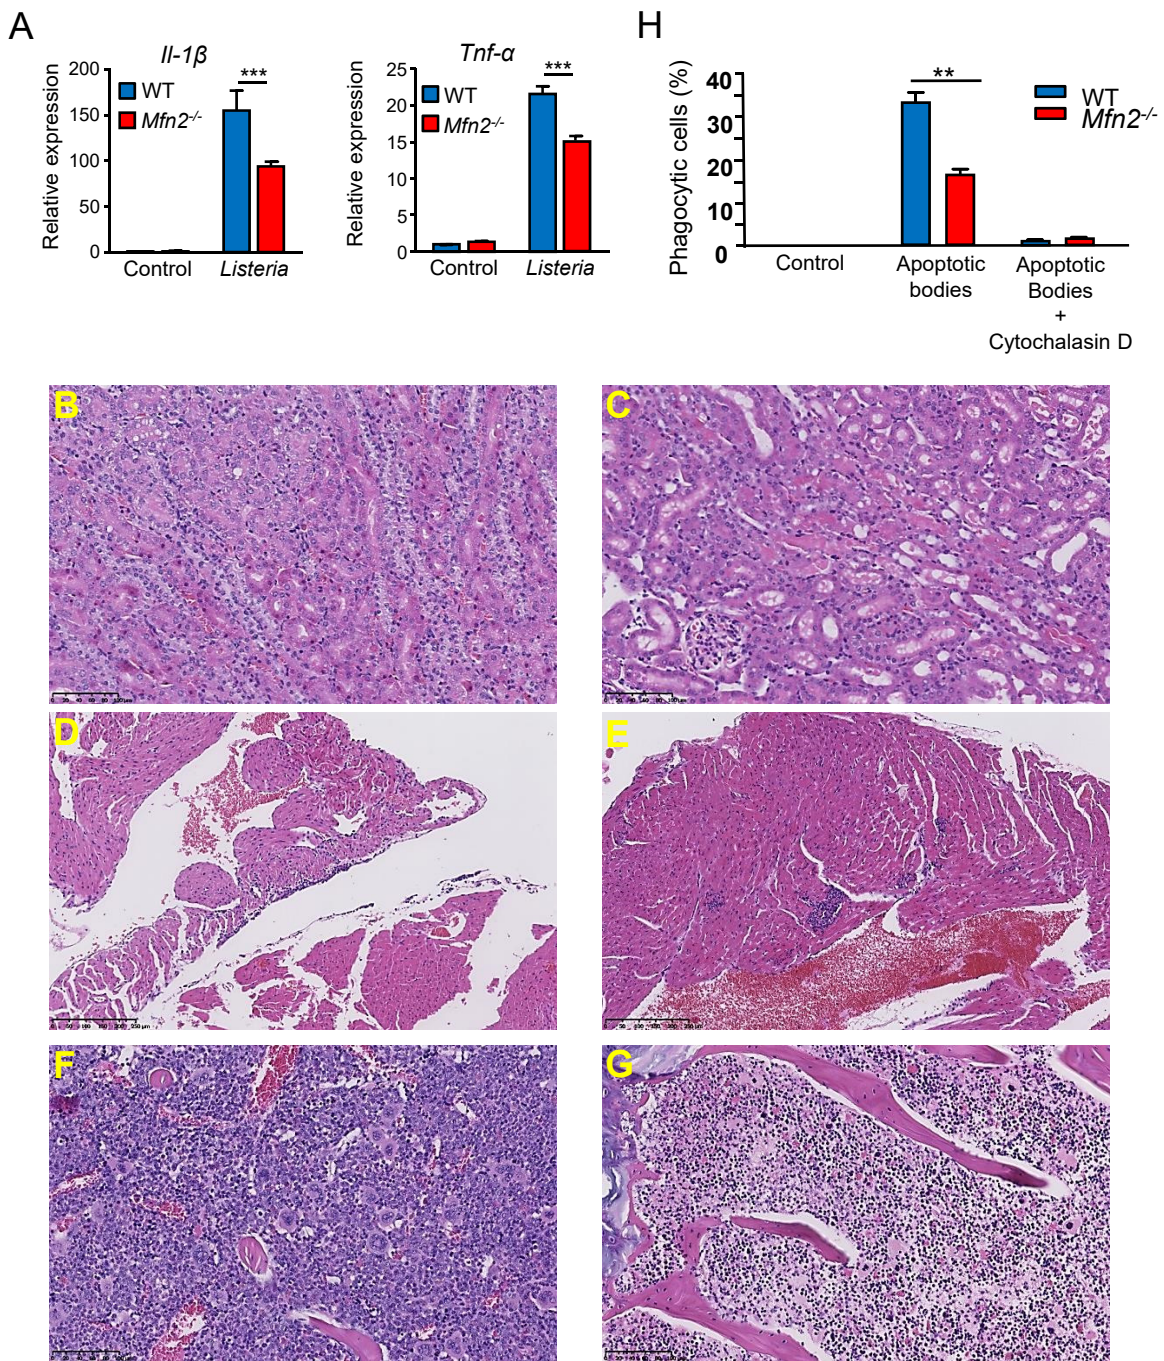 A
Il-1β
200
150
100
50
0
Relative expression
WT
Mfn2-/-
***
Control
Listeria
Tnf-α
25
20
15
10
5
0
Relative expression
WT
Mfn2-/-
***
Control
Listeria
H
40
30
20
10
0
Phagocytic cells (%)
**
WT
Mfn2-/-
Control
Apoptotic
bodies
Apoptotic
Bodies
+
Cytochalasin D
B
C
D
E
F
G